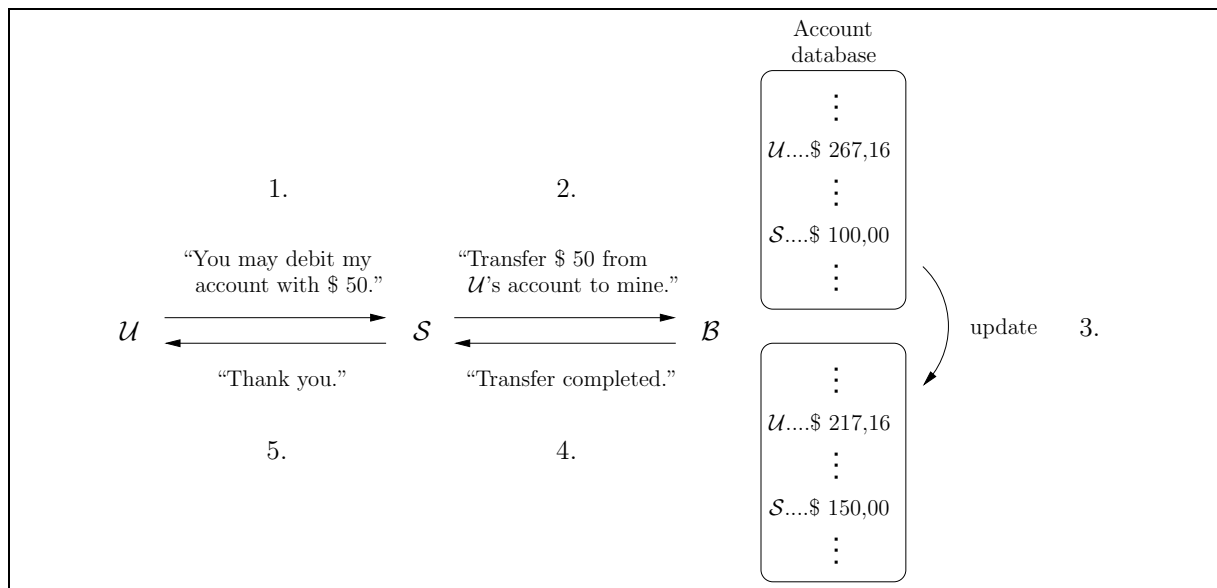 Account
database
⋮
𝒰....$ 267,16
⋮
𝒮....$ 100,00
⋮
1.
2.
“You may debit my
account with $ 50.”
“Transfer $ 50 from
𝒰’s account to mine.”
𝒰
𝒮
ℬ
update
3.
“Thank you.”
“Transfer completed.”
5.
4.
⋮
𝒰....$ 217,16
⋮
𝒮....$ 150,00
⋮